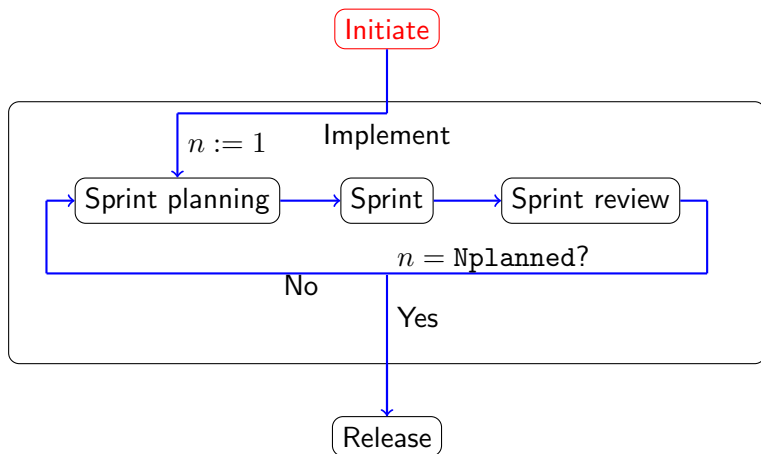 Initiate
Implement
n := 1
Sprint planning
Sprint
Sprint review
n = Nplanned?
No
Yes
Release